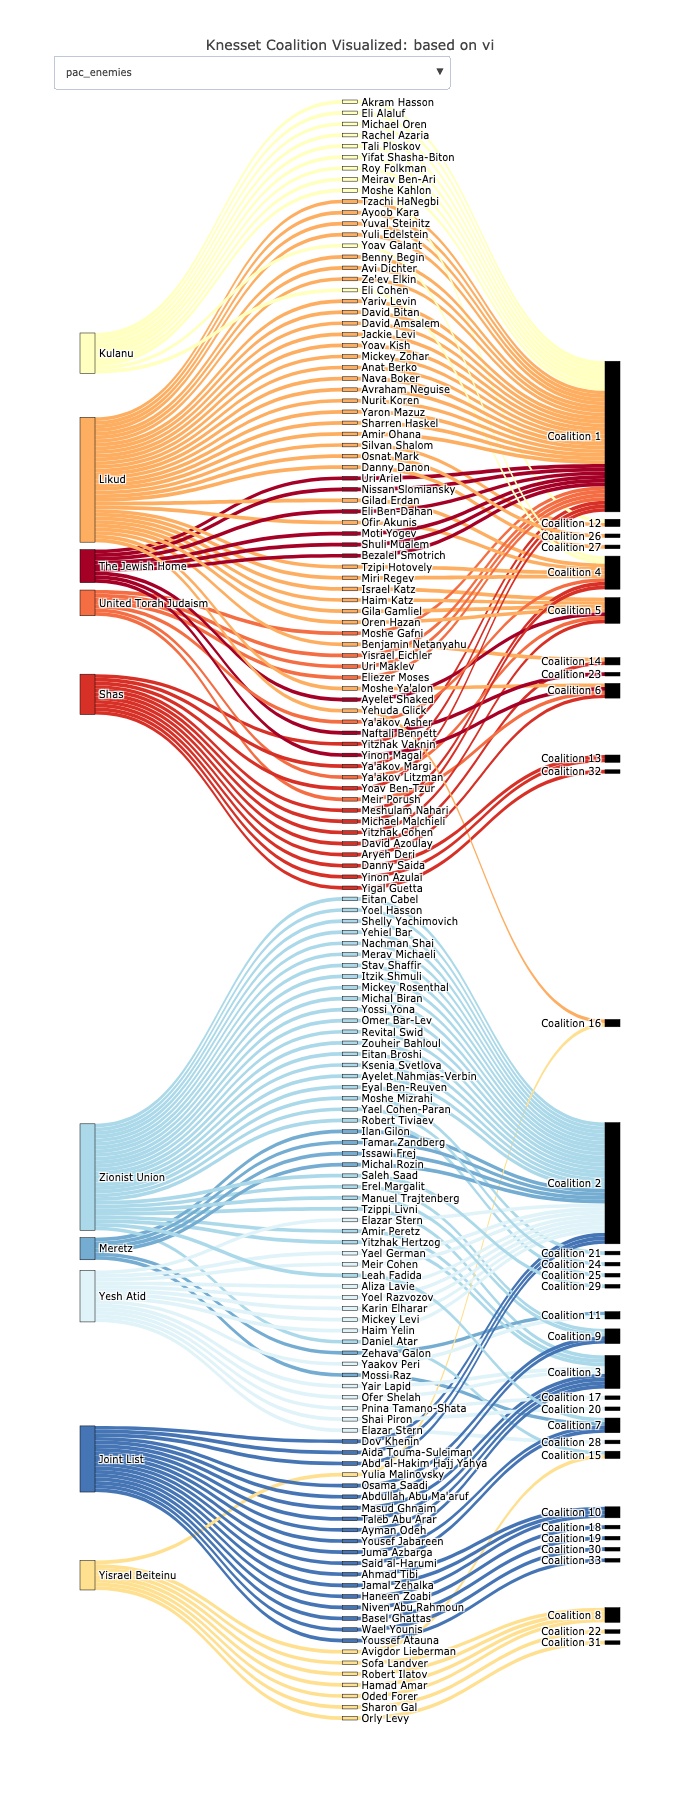 Knesset Coalition Visualized: based on vi
pac_enemies
Akram Hasson
Eli Alaluf
Michael Oren
Rachel Azaria
Tali Ploskov
Yifat Shasha-Biton
Roy Folkman
Meirav Ben-Ari
Moshe Kahlon
Tzachi HaNegbi
Ayoob Kara
Yuval Steinitz
Yuli Edelstein
Yoav Galant
Benny Begin
Avi Dichter
Ze'ev Elkin
Eli Cohen
Yariv Levin
David Bitan
David Amsalem
Jackie Levi
Yoav Kish
Mickey Zohar
Anat Berko
Nava Boker
Avraham Neguise
Nurit Koren
Yaron Mazuz
Sharren Haskel
Amir Ohana
Silvan Shalom
Osnat Mark
Danny Danon
Uri Ariel
Nissan Slomiansky
Gilad Erdan
Eli Ben-Dahan
Ofir Akunis
Moti Yogev
Shuli Mualem
Bezalel Smotrich
Tzipi Hotovely
Miri Regev
Israel Katz
Haim Katz
Gila Gamliel
Oren Hazan
Moshe Gafni
Benjamin Netanyahu
Yisrael Eichler
Uri Maklev
Eliezer Moses
Moshe Ya'alon
Ayelet Shaked
Yehuda Glick
Ya'akov Asher
Naftali Bennett
Yitzhak Vaknin
Yinon Magal
Ya'akov Margi
Ya'akov Litzman
Yoav Ben-Tzur
Meir Porush
Meshulam Nahari
Michael Malchieli
Yitzhak Cohen
David Azoulay
Aryeh Deri
Danny Saida
Yinon Azulai
Yigal Guetta
Eitan Cabel
Yoel Hasson
Shelly Yachimovich
Yehiel Bar
Nachman Shai
Merav Michaeli
Stav Shaffir
Itzik Shmuli
Mickey Rosenthal
Michal Biran
Yossi Yona
Omer Bar-Lev
Revital Swid
Zouheir Bahloul
Eitan Broshi
Ksenia Svetlova
Ayelet Nahmias-Verbin
Eyal Ben-Reuven
Moshe Mizrahi
Yael Cohen-Paran
Robert Tiviaev
Ilan Gilon
Tamar Zandberg
Issawi Frej
Michal Rozin
Saleh Saad
Erel Margalit
Manuel Trajtenberg
Tzippi Livni
Elazar Stern
Amir Peretz
Yitzhak Hertzog
Yael German
Meir Cohen
Leah Fadida
Aliza Lavie
Yoel Razvozov
Karin Elharar
Mickey Levi
Haim Yelin
Daniel Atar
Zehava Galon
Yaakov Peri
Mossi Raz
Yair Lapid
Ofer Shelah
Pnina Tamano-Shata
Shai Piron
Elazar Stern
Dov Khenin
Aida Touma-Suleiman
Abd al-Hakim Hajj Yahya
Yulia Malinovsky
Osama Saadi
Abdullah Abu Ma'aruf
Masud Ghnaim
Taleb Abu Arar
Ayman Odeh
Yousef Jabareen
Juma Azbarga
Said al-Harumi
Ahmad Tibi
Jamal Zehalka
Haneen Zoabi
Niven Abu Rahmoun
Basel Ghattas
Wael Younis
Youssef Atauna
Avigdor Lieberman
Sofa Landver
Robert Ilatov
Hamad Amar
Oded Forer
Sharon Gal
Orly Levy
Kulanu
Likud
The Jewish Home
United Torah Judaism
Shas
Zionist Union
Meretz
Yesh Atid
Joint List
Yisrael Beiteinu
Coalition 1
Coalition 12
Coalition 26
Coalition 27
Coalition 4
Coalition 5
Coalition 14
Coalition 23
Coalition 6
Coalition 13
Coalition 32
Coalition 16
Coalition 2
Coalition 21
Coalition 24
Coalition 25
Coalition 29
Coalition 11
Coalition 9
Coalition 3
Coalition 17
Coalition 20
Coalition 7
Coalition 28
Coalition 15
Coalition 10
Coalition 18
Coalition 19
Coalition 30
Coalition 33
Coalition 8
Coalition 22
Coalition 31